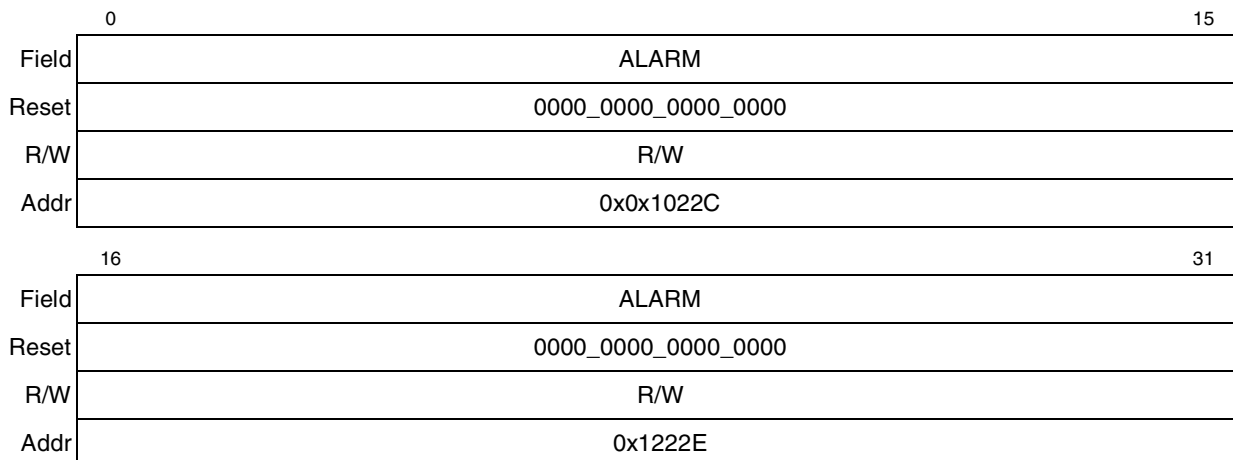 0 15
Field ALARM
Reset 0000_0000_0000_0000
R/W R/W
Addr 0x0x1022C
16 31
Field ALARM
Reset 0000_0000_0000_0000
R/W R/W
Addr 0x1222E